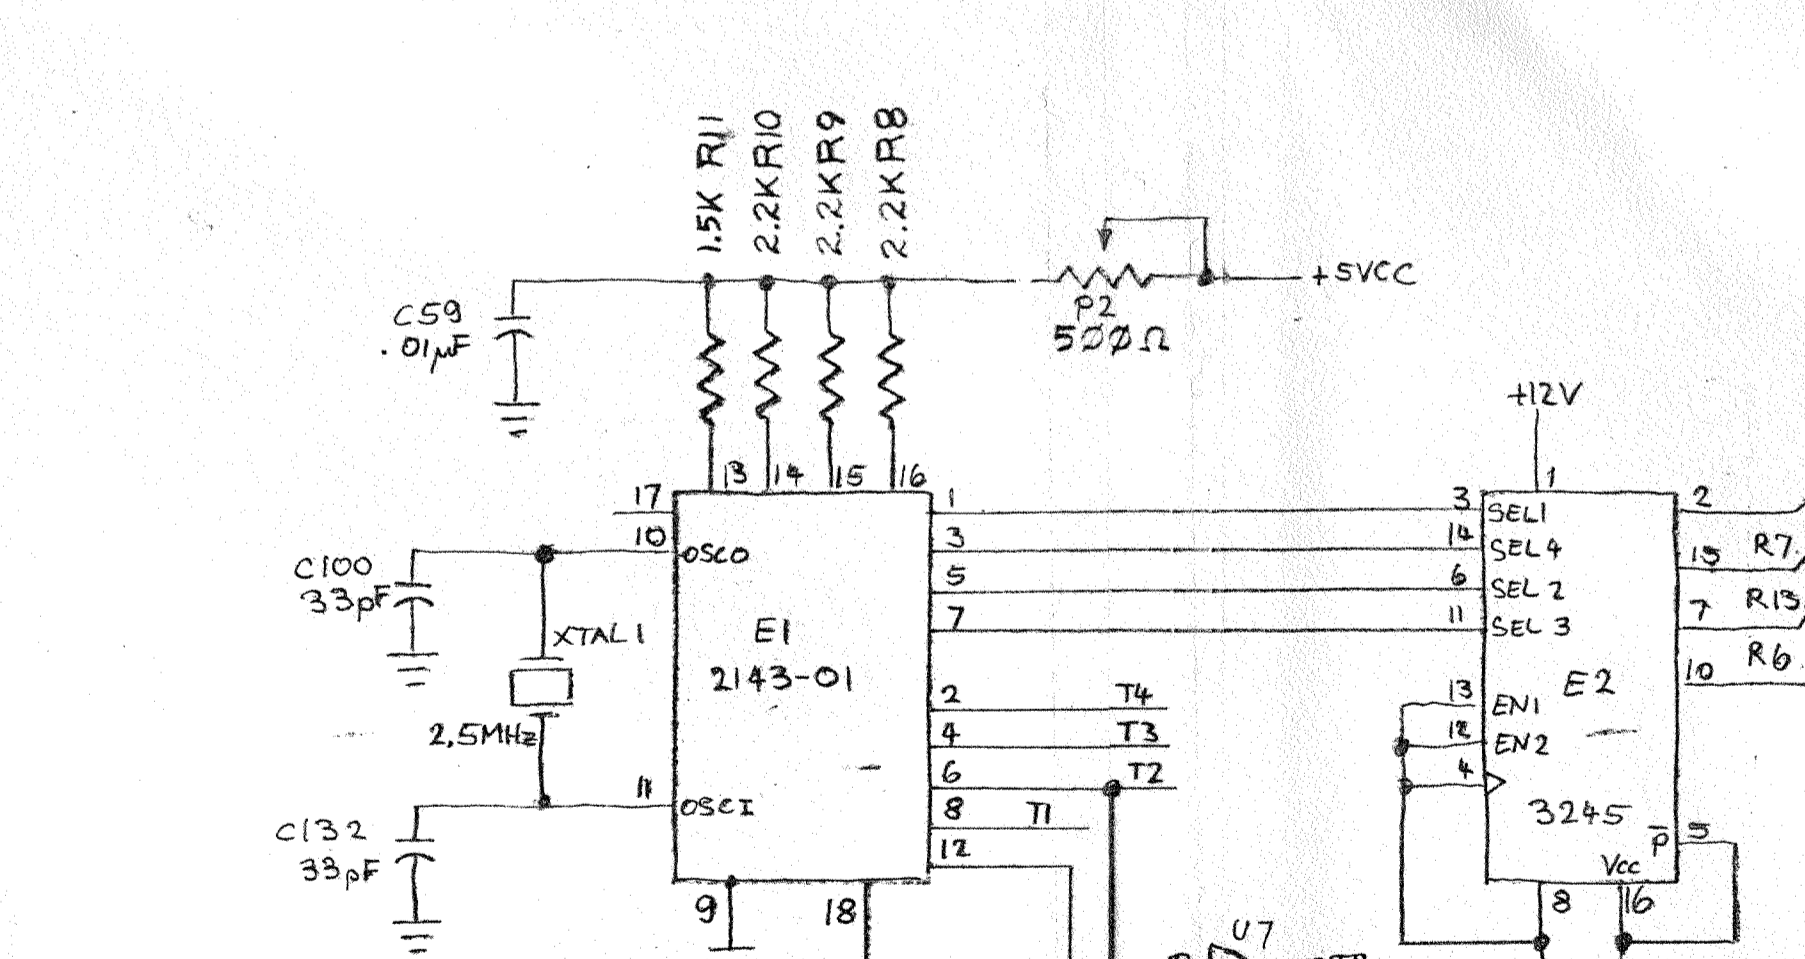 1.5K R11
2.2K R10
2.2K R9
2.2K R8
+5VCC
P2
500Ω
C59
.01µF
+12V
13 14 15 16
1
17
10
OSCO
C100
33pF
XTAL1
2.5MHz
11
OSCI
C132
33pF
E1
2143-01
1
3
5
7
2 T4
4 T3
6 T2
8 T1
12
9
18
3 SEL1
14 SEL4
6 SEL2
11 SEL3
13 EN1
12 EN2
4
E2
3245
P̅ 5
Vcc
8
16
2
15 R7
7 R13
10 R6
U7